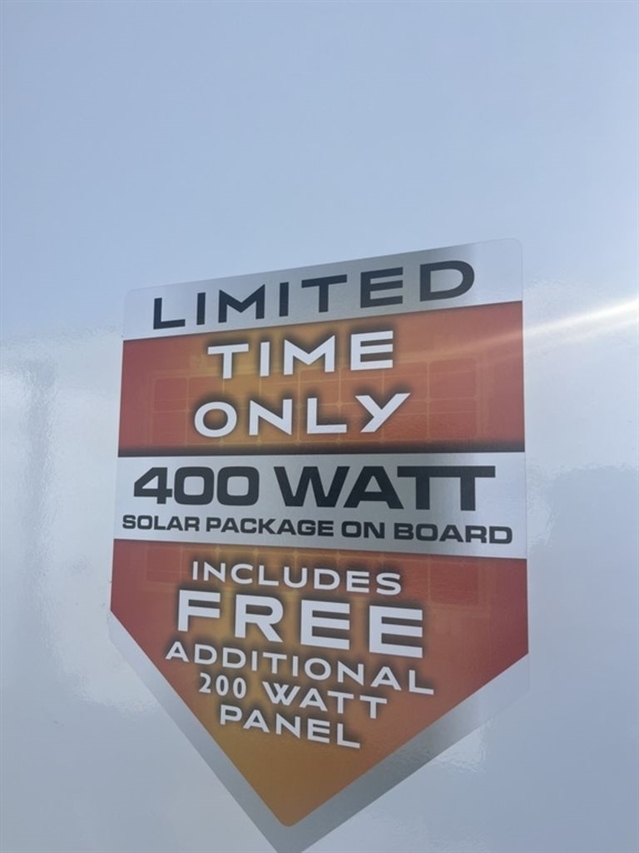 LIMITED
TIME
ONLY
400 WATT
SOLAR PACKAGE ON BOARD
INCLUDES
FREE
ADDITIONAL
200 WATT
PANEL